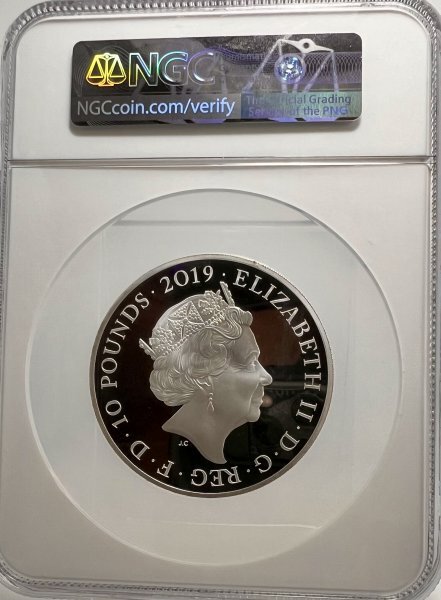 NGC
NGCcoin.com/verify
The Official Grading
Service of the PNG
ELIZABETH II · D · G · REG · F · D · 10 POUNDS · 2019 ·
J.C